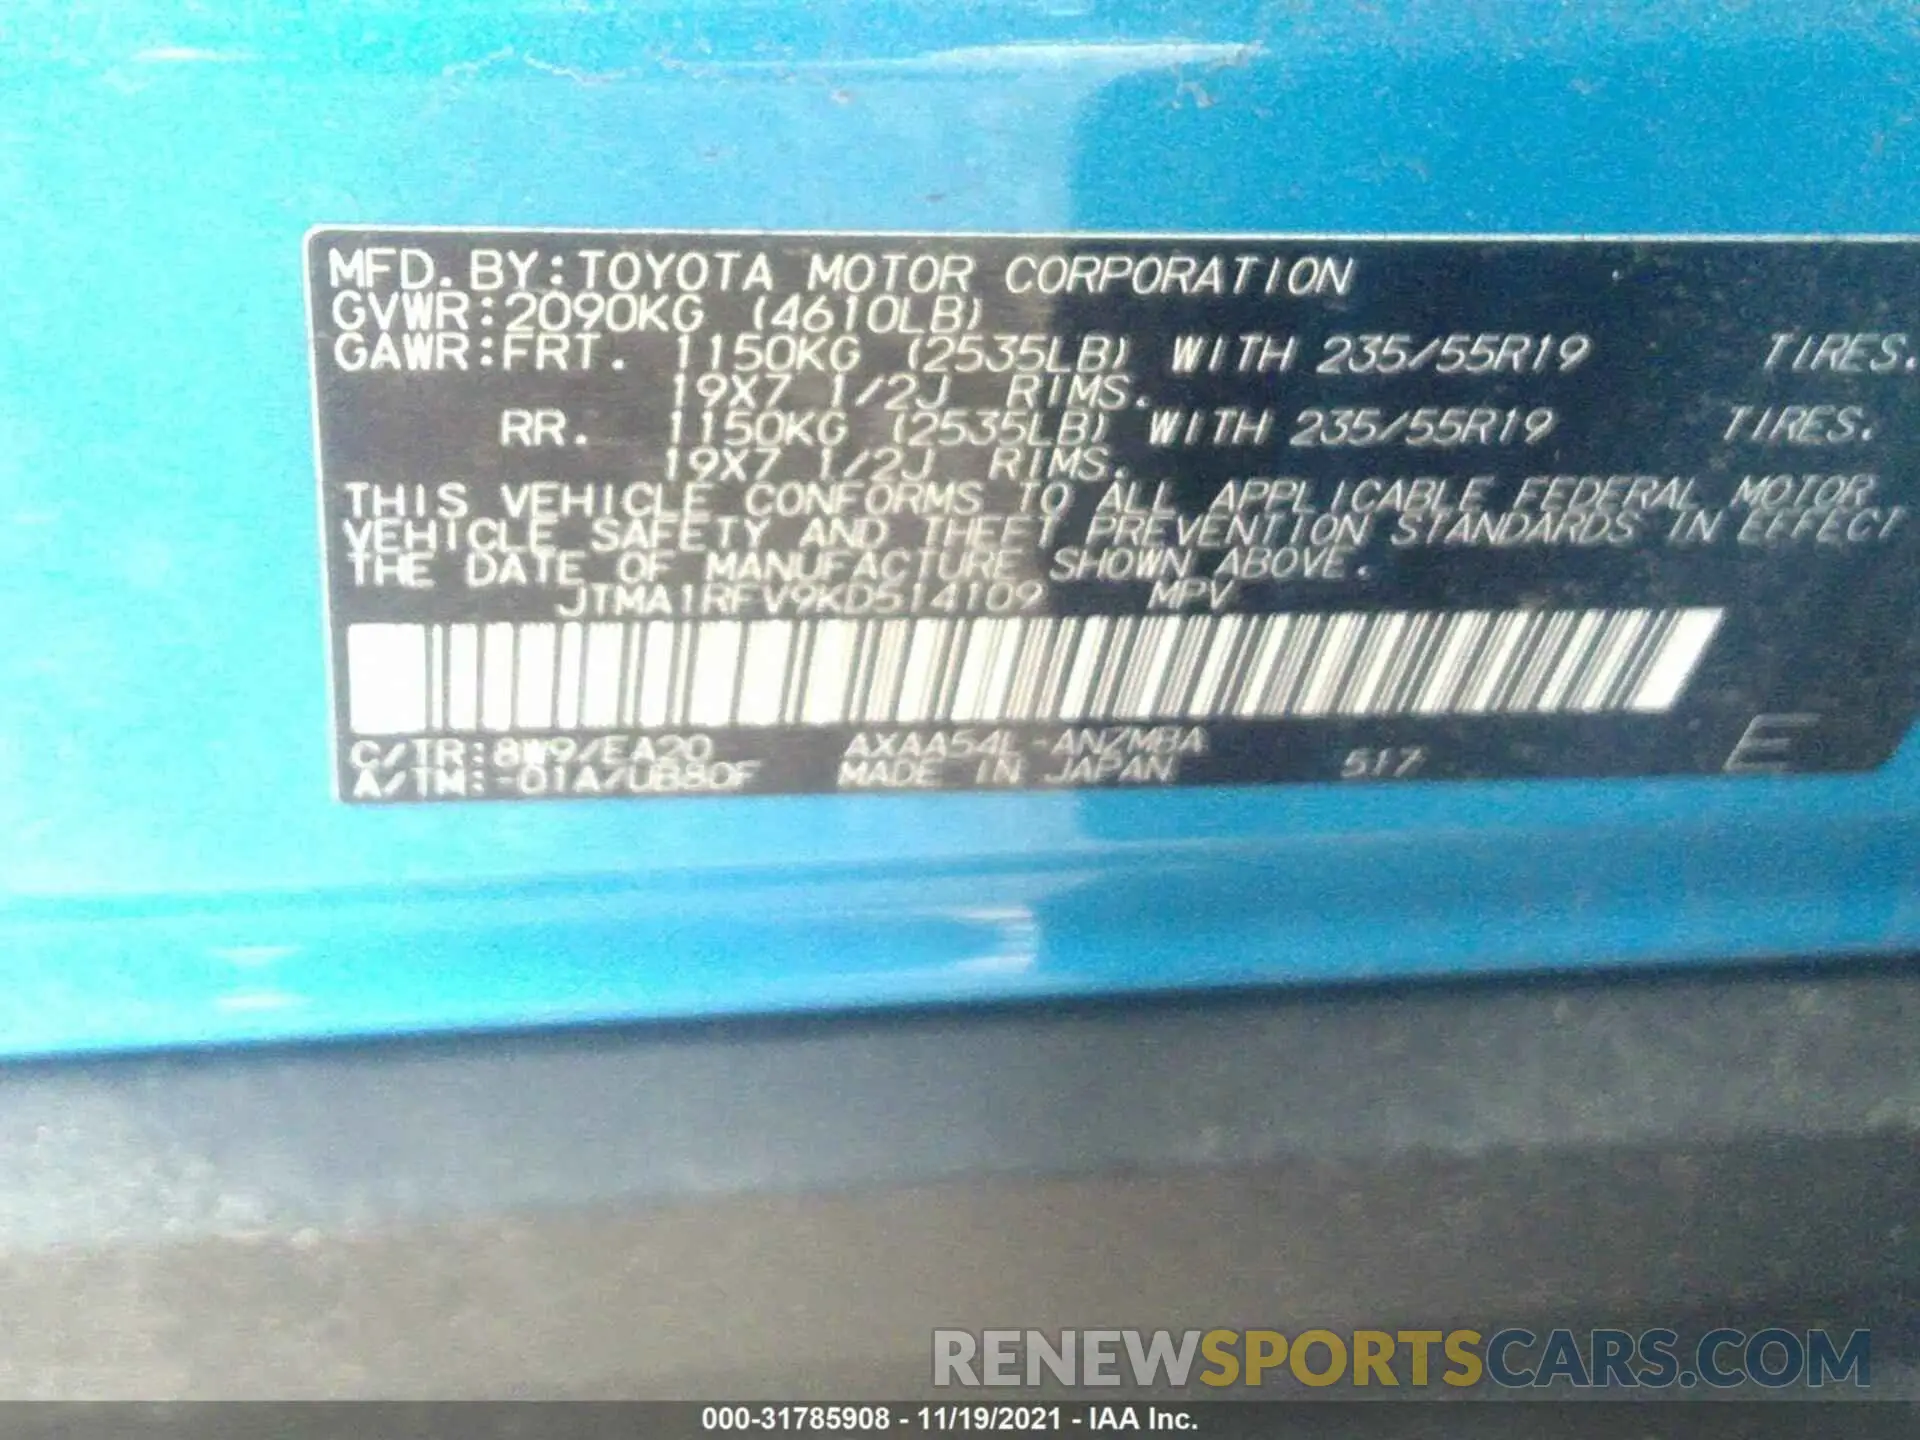 MFD. BY: TOYOTA MOTOR CORPORATION
GVWR: 2090KG (4610LB)
GAWR: FRT. 1150KG (2535LB) WITH 235/55R19 TIRES.
19X7 1/2J RIMS.
RR. 1150KG (2535LB) WITH 235/55R19 TIRES.
19X7 1/2J RIMS.
THIS VEHICLE CONFORMS TO ALL APPLICABLE FEDERAL MOTOR
VEHICLE SAFETY AND THEFT PREVENTION STANDARDS IN EFFECT
THE DATE OF MANUFACTURE SHOWN ABOVE.
JTMA1RFV9KD514109 MPV
C/TR: 8W9/EA20 AXAA54L-ANZMBA
A/TM: -01A/UB80F MADE IN JAPAN 517 E
RENEWSPORTSCARS.COM
000-31785908 - 11/19/2021 - IAA Inc.